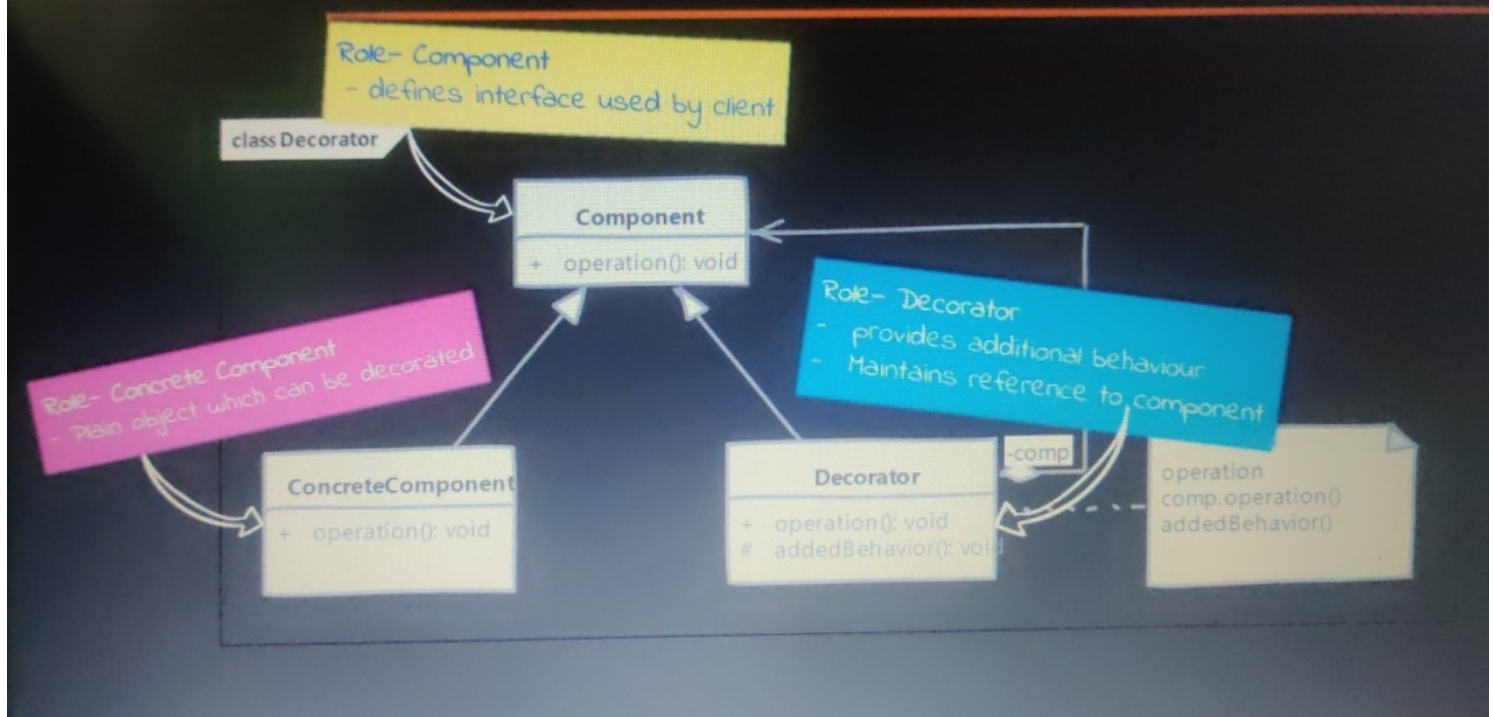 Role- Component
- defines interface used by client
class Decorator
Component
+ operation(): void
Role- Decorator
- provides additional behaviour
- Maintains reference to component
Role- Concrete Component
- Plain object which can be decorated
-comp
ConcreteComponent
+ operation(): void
Decorator
+ operation(): void
# addedBehavior(): void
operation
comp.operation()
addedBehavior()